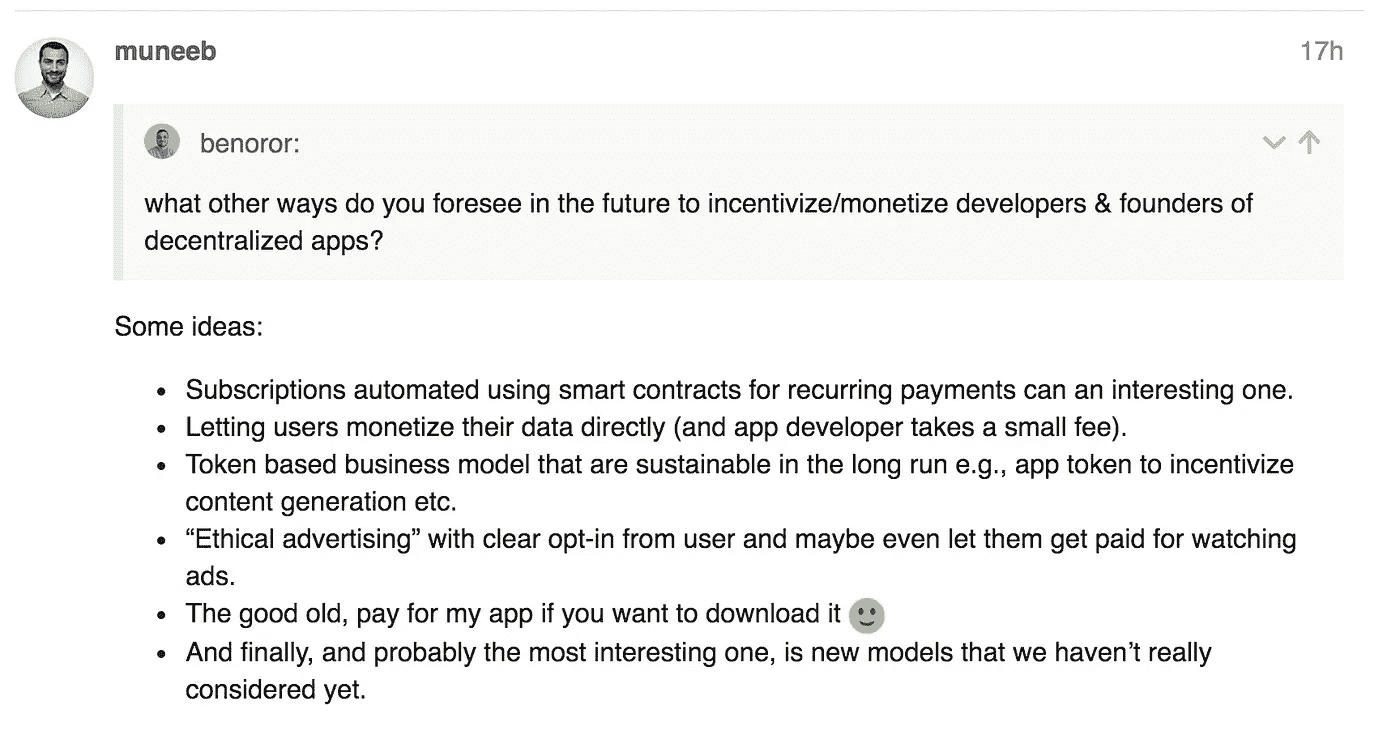 muneeb
17h
benoror:
what other ways do you foresee in the future to incentivize/monetize developers & founders of
decentralized apps?
Some ideas:
• Subscriptions automated using smart contracts for recurring payments can an interesting one.
• Letting users monetize their data directly (and app developer takes a small fee).
• Token based business model that are sustainable in the long run e.g., app token to incentivize
content generation etc.
• “Ethical advertising” with clear opt-in from user and maybe even let them get paid for watching
ads.
• The good old, pay for my app if you want to download it 🙂
• And finally, and probably the most interesting one, is new models that we haven’t really
considered yet.